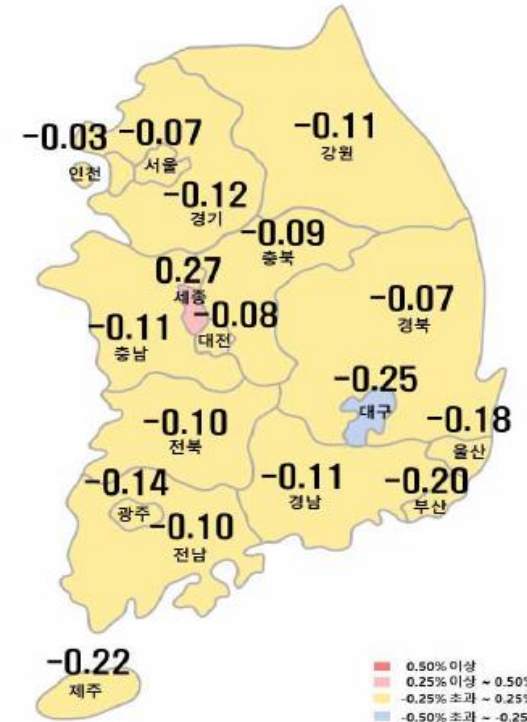 -0.03
인천
-0.07
서울
-0.11
강원
-0.12
경기
-0.09
충북
0.27
세종
-0.08
대전
-0.11
충남
-0.07
경북
-0.25
대구
-0.18
울산
-0.10
전북
-0.11
경남
-0.20
부산
-0.14
광주
-0.10
전남
-0.22
제주
0.50% 이상
0.25% 이상 ~ 0.50%
-0.25% 초과 ~ 0.25%
-0.50% 초과 ~ -0.25